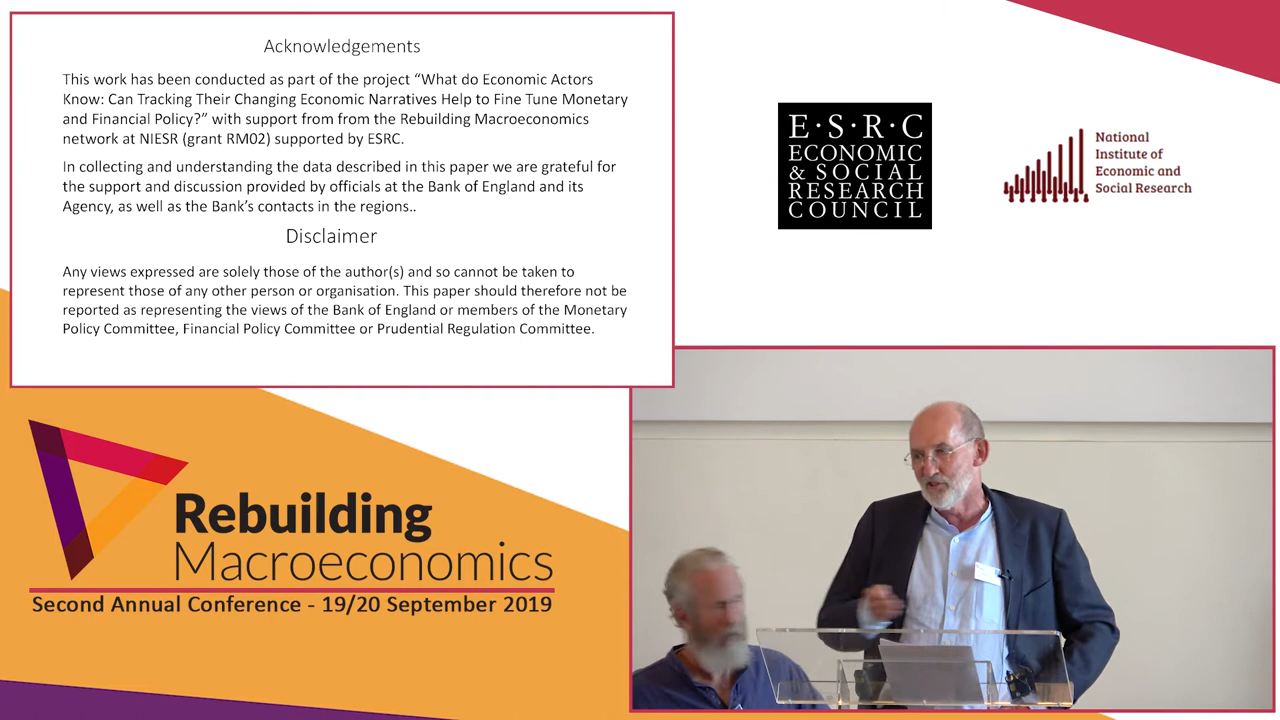 Acknowledgements
This work has been conducted as part of the project “What do Economic Actors
Know: Can Tracking Their Changing Economic Narratives Help to Fine Tune Monetary
and Financial Policy?” with support from from the Rebuilding Macroeconomics
network at NIESR (grant RM02) supported by ESRC.
In collecting and understanding the data described in this paper we are grateful for
the support and discussion provided by officials at the Bank of England and its
Agency, as well as the Bank’s contacts in the regions..
Disclaimer
Any views expressed are solely those of the author(s) and so cannot be taken to
represent those of any other person or organisation. This paper should therefore not be
reported as representing the views of the Bank of England or members of the Monetary
Policy Committee, Financial Policy Committee or Prudential Regulation Committee.
E·S·R·C
ECONOMIC
& SOCIAL
RESEARCH
COUNCIL
National
Institute of
Economic and
Social Research
Rebuilding
Macroeconomics
Second Annual Conference - 19/20 September 2019